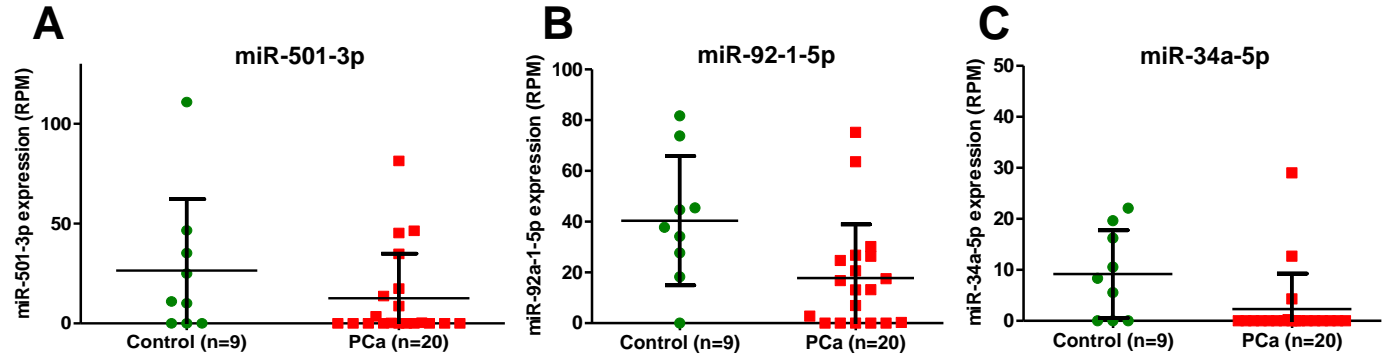 A
miR-501-3p
miR-501-3p expression (RPM)
100
50
0
Control (n=9)
PCa (n=20)
B
miR-92-1-5p
miR-92a-1-5p expression (RPM)
100
80
60
40
20
0
Control (n=9)
PCa (n=20)
C
miR-34a-5p
miR-34a-5p expression (RPM)
50
40
30
20
10
0
Control (n=9)
PCa (n=20)